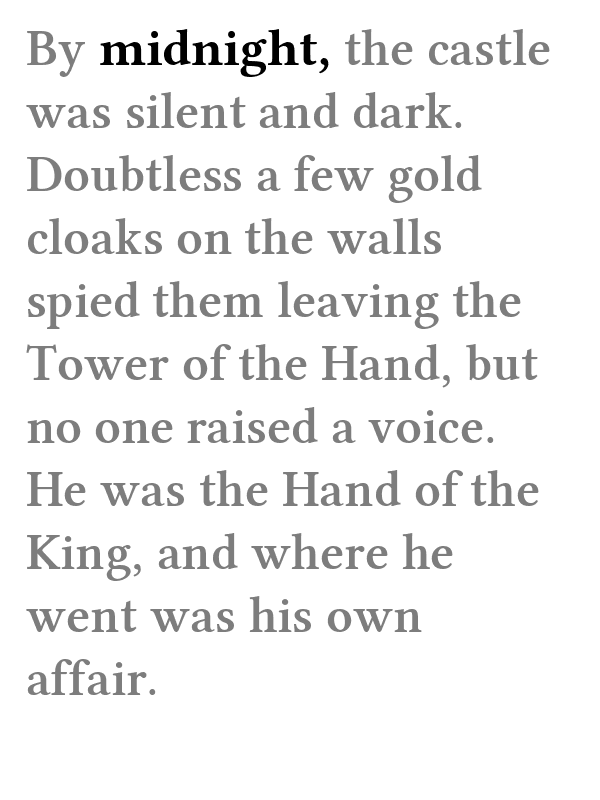 By midnight, the castle
was silent and dark.
Doubtless a few gold
cloaks on the walls
spied them leaving the
Tower of the Hand, but
no one raised a voice.
He was the Hand of the
King, and where he
went was his own
affair.